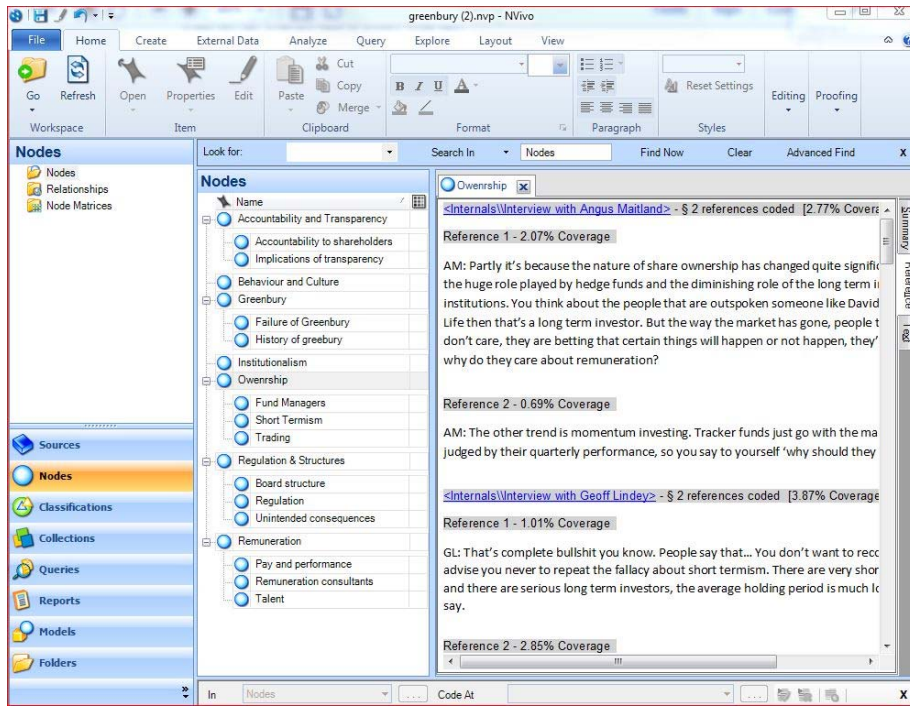 greenbury (2).nvp - NVivo
File Home Create External Data Analyze Query Explore Layout View
Go Refresh Open Properties Edit Paste Cut Copy Merge B I U A Reset Settings Editing Proofing
Workspace Item Clipboard Format Paragraph Styles
Look for: Search In Nodes Find Now Clear Advanced Find x
Nodes
Nodes
Relationships
Node Matrices
Sources
Nodes
Classifications
Collections
Queries
Reports
Models
Folders
Nodes
Name
Accountability and Transparency
Accountability to shareholders
Implications of transparency
Behaviour and Culture
Greenbury
Failure of Greenbury
History of greebury
Institutionalism
Owenrship
Fund Managers
Short Termism
Trading
Regulation & Structures
Board structure
Regulation
Unintended consequences
Remuneration
Pay and performance
Remuneration consultants
Talent
Owenrship
<Internals\\Interview with Angus Maitland> - § 2 references coded [2.77% Covera
Reference 1 - 2.07% Coverage
AM: Partly it's because the nature of share ownership has changed quite signific
the huge role played by hedge funds and the diminishing role of the long term i
institutions. You think about the people that are outspoken someone like David
Life then that's a long term investor. But the way the market has gone, people t
don't care, they are betting that certain things will happen or not happen, they'
why do they care about remuneration?
Reference 2 - 0.69% Coverage
AM: The other trend is momentum investing. Tracker funds just go with the ma
judged by their quarterly performance, so you say to yourself 'why should they
<Internals\\Interview with Geoff Lindey> - § 2 references coded [3.87% Coverage
Reference 1 - 1.01% Coverage
GL: That's complete bullshit you know. People say that... You don't want to recc
advise you never to repeat the fallacy about short termism. There are very shor
and there are serious long term investors, the average holding period is much lo
say.
Reference 2 - 2.85% Coverage
Summary
Reference
Text
In Nodes ... Code At ... x